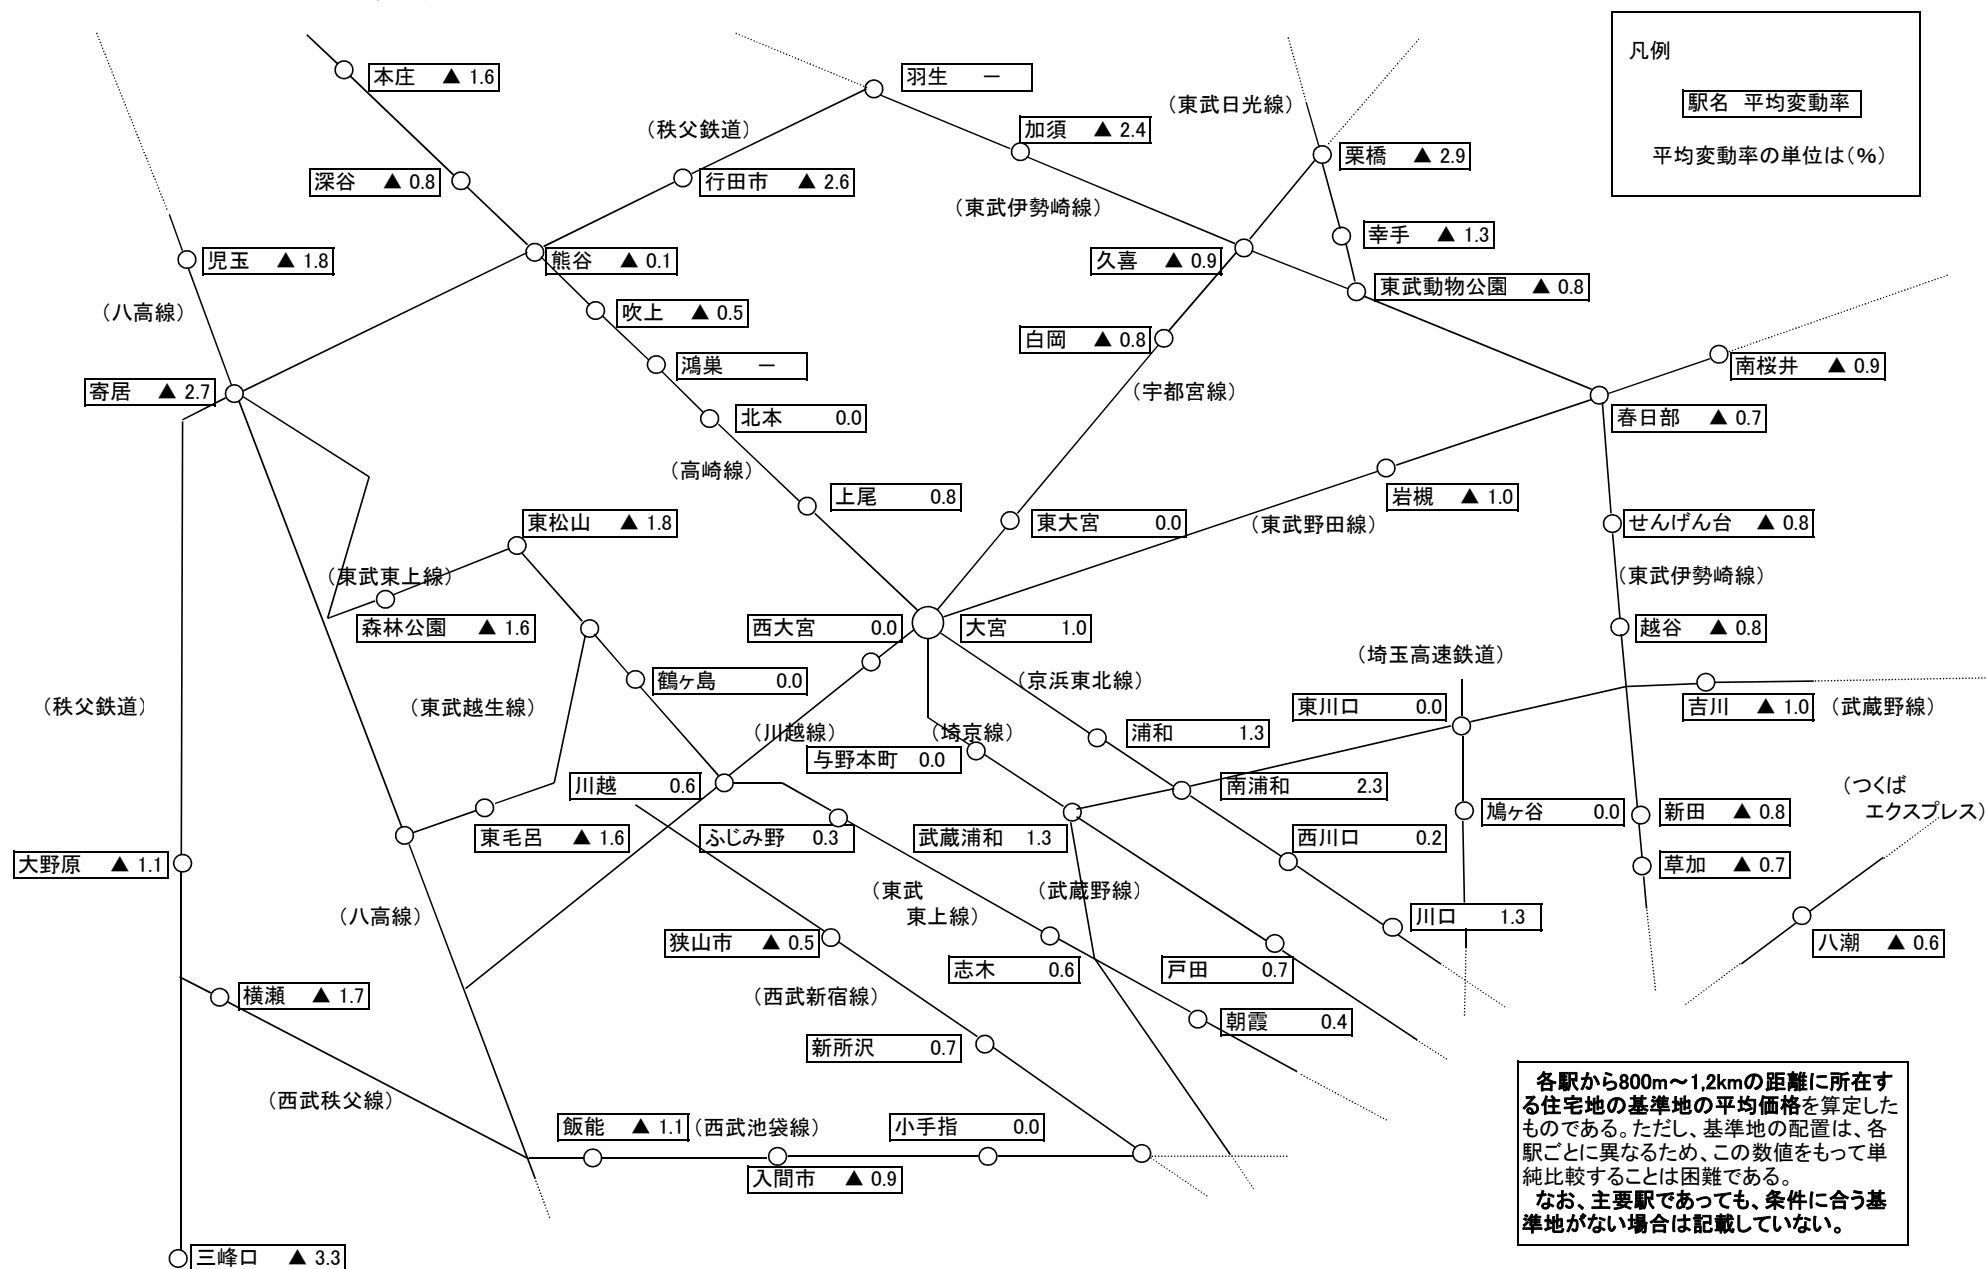 凡例
駅名 平均変動率
平均変動率の単位は(%)
本庄 ▲ 1.6
羽生 －
(東武日光線)
(秩父鉄道)
加須 ▲ 2.4
栗橋 ▲ 2.9
深谷 ▲ 0.8
行田市 ▲ 2.6
(東武伊勢崎線)
幸手 ▲ 1.3
児玉 ▲ 1.8
熊谷 ▲ 0.1
久喜 ▲ 0.9
東武動物公園 ▲ 0.8
(八高線)
吹上 ▲ 0.5
白岡 ▲ 0.8
鴻巣 －
南桜井 ▲ 0.9
寄居 ▲ 2.7
(宇都宮線)
北本 0.0
春日部 ▲ 0.7
(高崎線)
上尾 0.8
岩槻 ▲ 1.0
東松山 ▲ 1.8
東大宮 0.0
(東武野田線)
せんげん台 ▲ 0.8
(東武東上線)
(東武伊勢崎線)
森林公園 ▲ 1.6
西大宮 0.0
大宮 1.0
越谷 ▲ 0.8
(埼玉高速鉄道)
鶴ヶ島 0.0
(京浜東北線)
(秩父鉄道)
(東武越生線)
東川口 0.0
吉川 ▲ 1.0
(武蔵野線)
(川越線)
(埼京線)
浦和 1.3
与野本町 0.0
川越 0.6
南浦和 2.3
(つくば
エクスプレス)
東毛呂 ▲ 1.6
ふじみ野 0.3
武蔵浦和 1.3
西川口 0.2
鳩ヶ谷 0.0
新田 ▲ 0.8
大野原 ▲ 1.1
草加 ▲ 0.7
(八高線)
(東武
東上線)
(武蔵野線)
川口 1.3
狭山市 ▲ 0.5
八潮 ▲ 0.6
志木 0.6
戸田 0.7
横瀬 ▲ 1.7
(西武新宿線)
朝霞 0.4
新所沢 0.7
(西武秩父線)
飯能 ▲ 1.1
(西武池袋線)
小手指 0.0
入間市 ▲ 0.9
三峰口 ▲ 3.3
各駅から800m～1,2kmの距離に所在す
る住宅地の基準地の平均価格を算定した
ものである。ただし、基準地の配置は、各
駅ごとに異なるため、この数値をもって単
純比較することは困難である。
なお、主要駅であっても、条件に合う基
準地がない場合は記載していない。